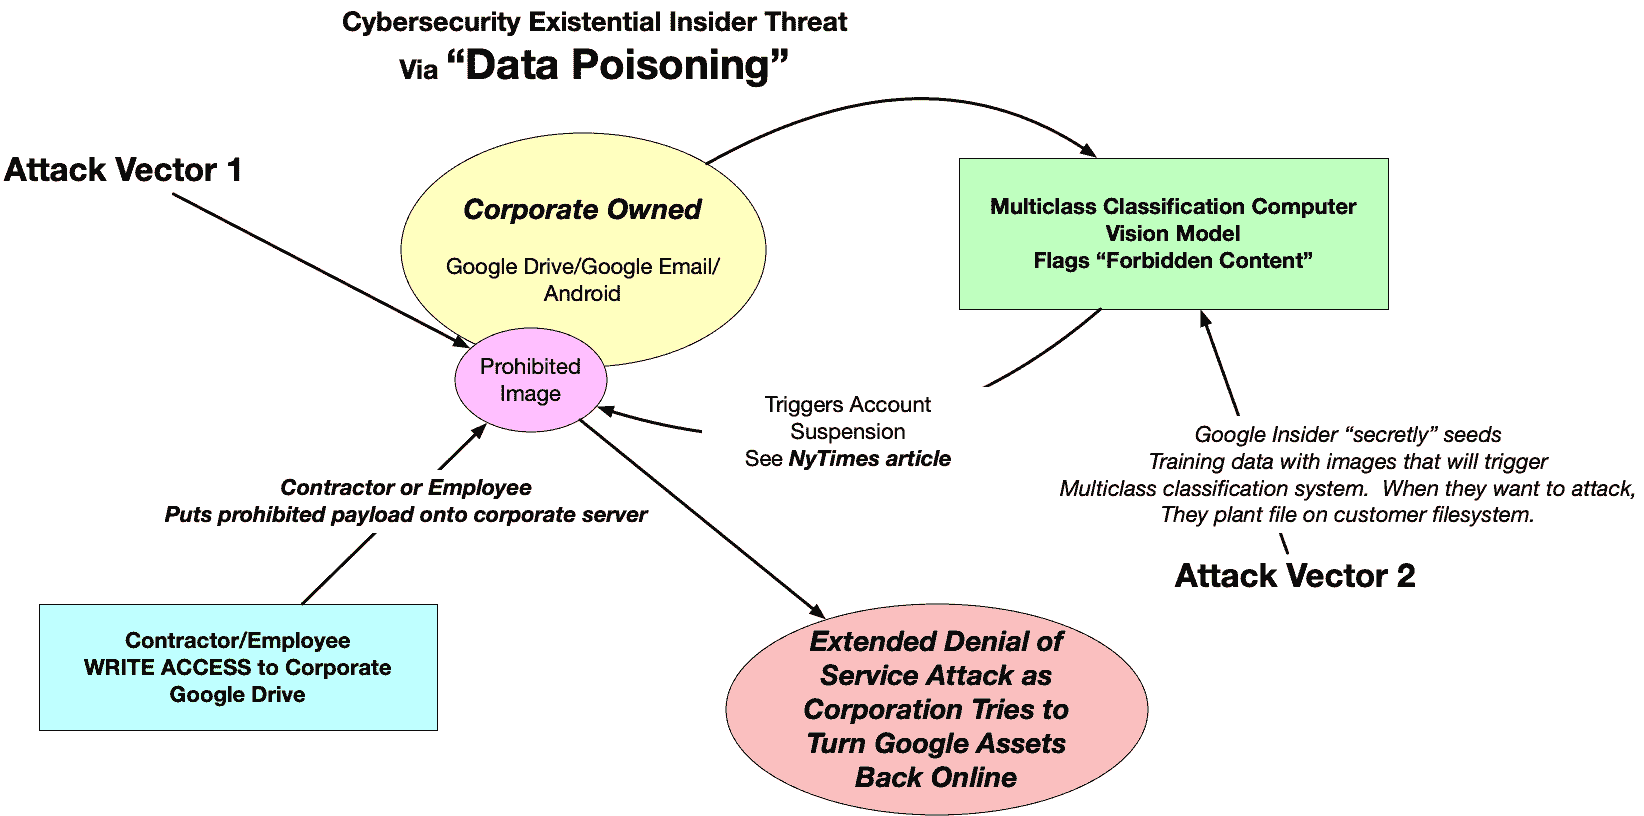 Cybersecurity Existential Insider Threat
Via “Data Poisoning”
Attack Vector 1
Corporate Owned
Google Drive/Google Email/
Android
Multiclass Classification Computer
Vision Model
Flags “Forbidden Content”
Prohibited
Image
Triggers Account
Suspension
See NyTimes article
Google Insider “secretly” seeds
Training data with images that will trigger
Multiclass classification system.  When they want to attack,
They plant file on customer filesystem.
Attack Vector 2
Contractor or Employee
Puts prohibited payload onto corporate server
Contractor/Employee
WRITE ACCESS to Corporate
Google Drive
Extended Denial of
Service Attack as
Corporation Tries to
Turn Google Assets
Back Online